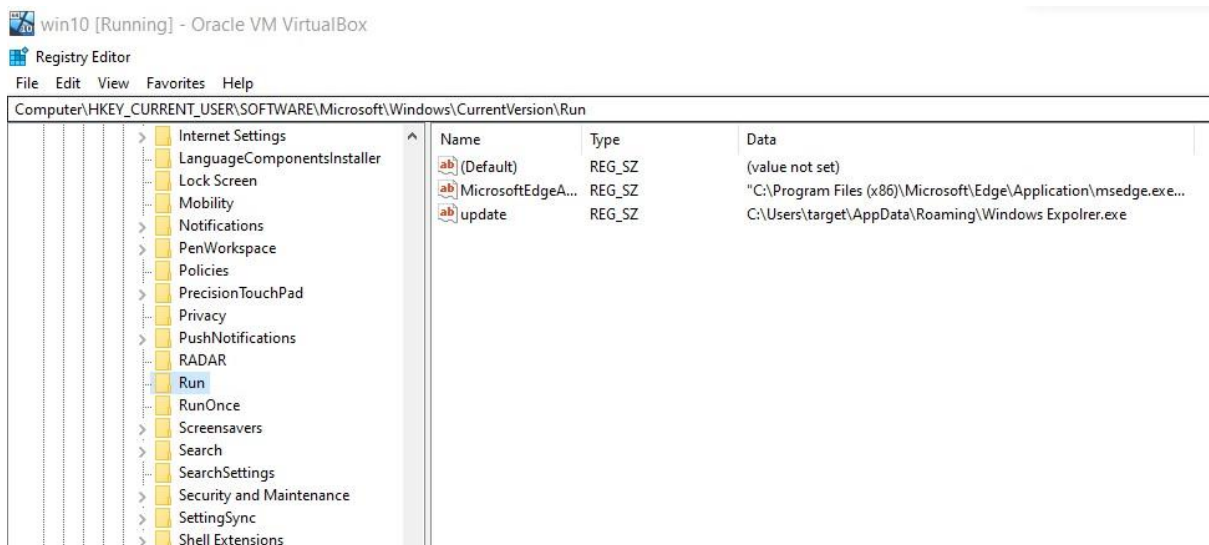 win10 [Running] - Oracle VM VirtualBox
Registry Editor
File Edit View Favorites Help
Computer\HKEY_CURRENT_USER\SOFTWARE\Microsoft\Windows\CurrentVersion\Run
Internet Settings
LanguageComponentsInstaller
Lock Screen
Mobility
Notifications
PenWorkspace
Policies
PrecisionTouchPad
Privacy
PushNotifications
RADAR
Run
RunOnce
Screensavers
Search
SearchSettings
Security and Maintenance
SettingSync
Shell Extensions
Name Type Data
ab (Default) REG_SZ (value not set)
ab MicrosoftEdgeA... REG_SZ "C:\Program Files (x86)\Microsoft\Edge\Application\msedge.exe...
ab update REG_SZ C:\Users\target\AppData\Roaming\Windows Expolrer.exe